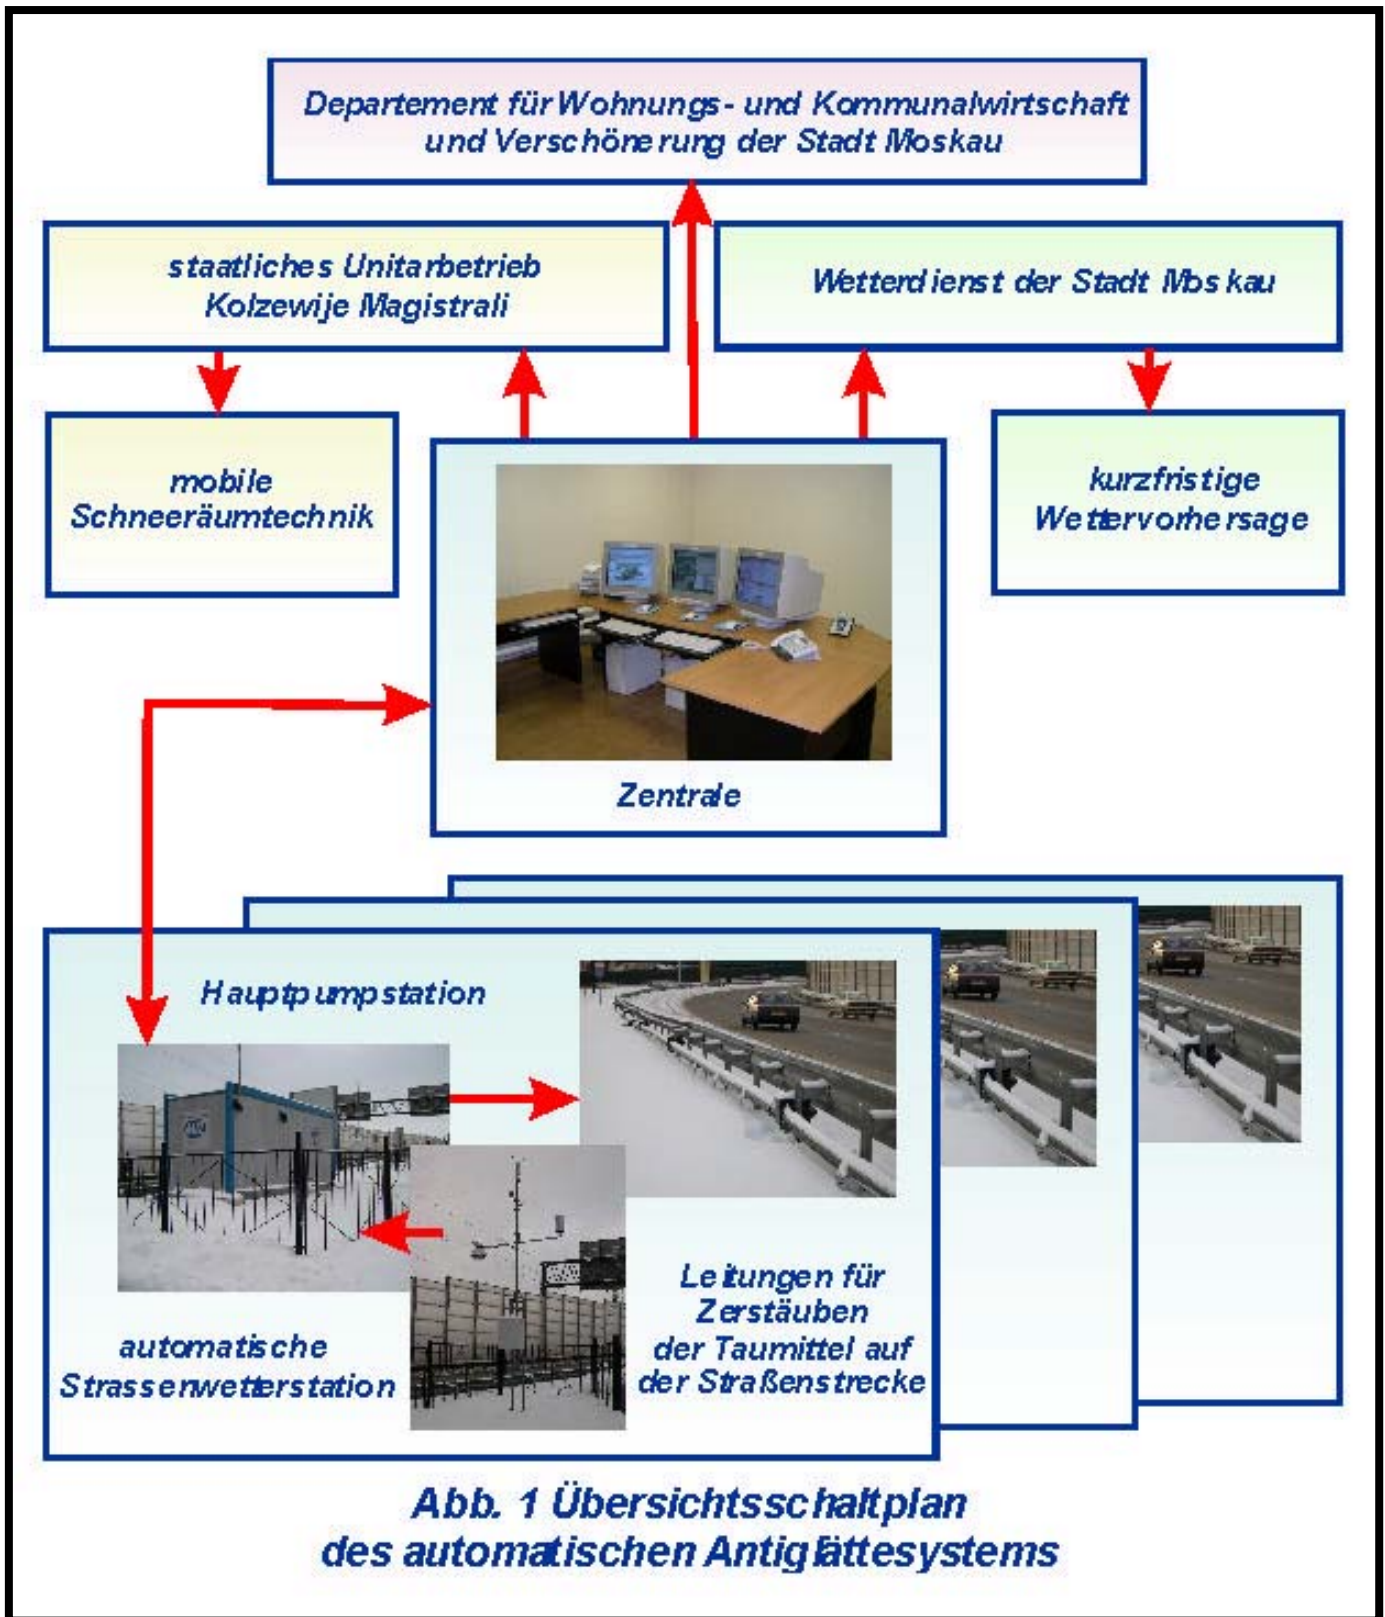 Departement für Wohnungs- und Kommunalwirtschaft
und Verschönerung der Stadt Moskau
staatliches Unitarbetrieb
Kolzewije Magistrali
Wetterdienst der Stadt Moskau
mobile
Schneeräumtechnik
kurzfristige
Wettervorhersage
Zentrale
Hauptpumpstation
automatische
Strassenwetterstation
Leitungen für
Zerstäuben
der Taumittel auf
der Straßenstrecke
Abb. 1 Übersichtsschaltplan
des automatischen Antiglättesystems